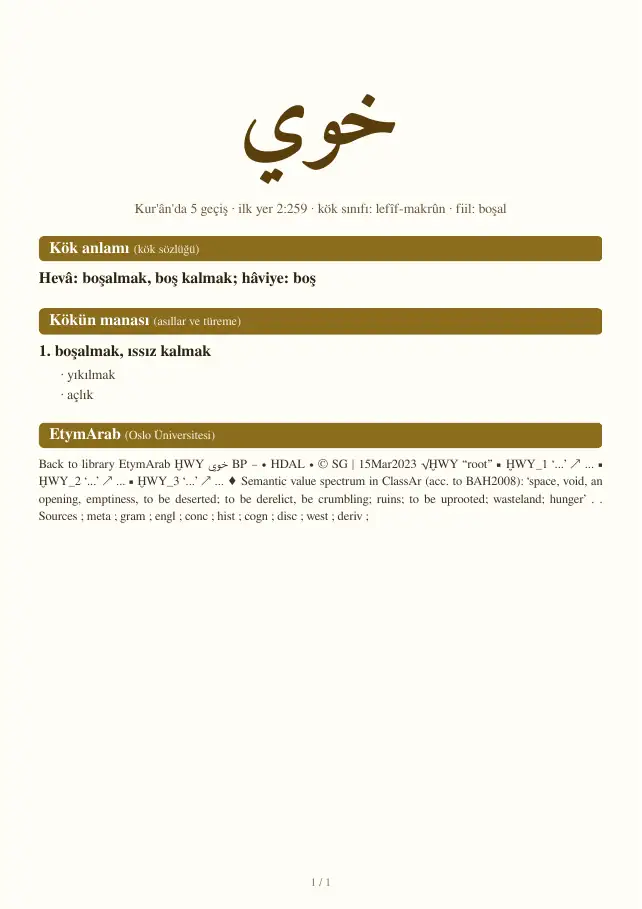 خوي
Kur'ân'da 5 geçiş · ilk yer 2:259 · kök sınıfı: lefîf-makrûn · fiil: boşal
Kök anlamı (kök sözlüğü)
Hevâ: boşalmak, boş kalmak; hâviye: boş
Kökün manası (asıllar ve türeme)
1. boşalmak, ıssız kalmak
· yıkılmak
· açlık
EtymArab (Oslo Üniversitesi)
Back to library EtymArab ḪWY خوي BP – • HDAL • © SG | 15Mar2023 √ḪWY “root” ▪ ḪWY_1 ‘...’ ↗ ... ▪
ḪWY_2 ‘...’ ↗ ... ▪ ḪWY_3 ‘...’ ↗ ... ♦ Semantic value spectrum in ClassAr (acc. to BAH2008): ‘space, void, an
opening, emptiness, to be deserted; to be derelict, be crumbling; ruins; to be uprooted; wasteland; hunger’ . .
Sources ; meta ; gram ; engl ; conc ; hist ; cogn ; disc ; west ; deriv ;
1 / 1